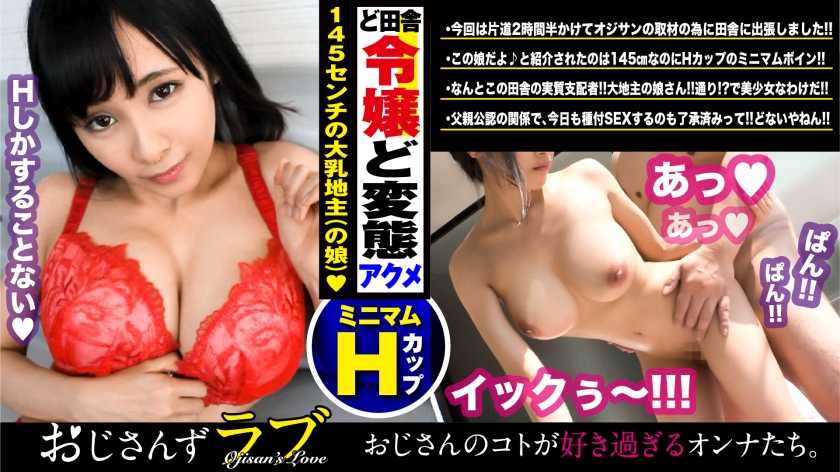 Hしかすることない♥
ど田舎
令嬢ど変態
アクメ
145センチの大乳地主(の娘)♥
ミニマム
Hカップ
・今回は片道2時間半かけてオジサンの取材の為に田舎に出張しました!!
・この娘だよ♪と紹介されたのは145㎝なのにHカップのミニマムボイン!!
・なんとこの田舎の実質支配者!!大地主の娘さん!!通り!?で美少女なわけだ!!
・父親公認の関係で、今日も種付SEXするのも了承済みって!!どないやねん!!
あっ♥
あっ♥
ぱん!!
ぱん!!
イックぅ〜!!!
おじさんずラブ
Ojisan's Love
おじさんのコトが好き過ぎるオンナたち。